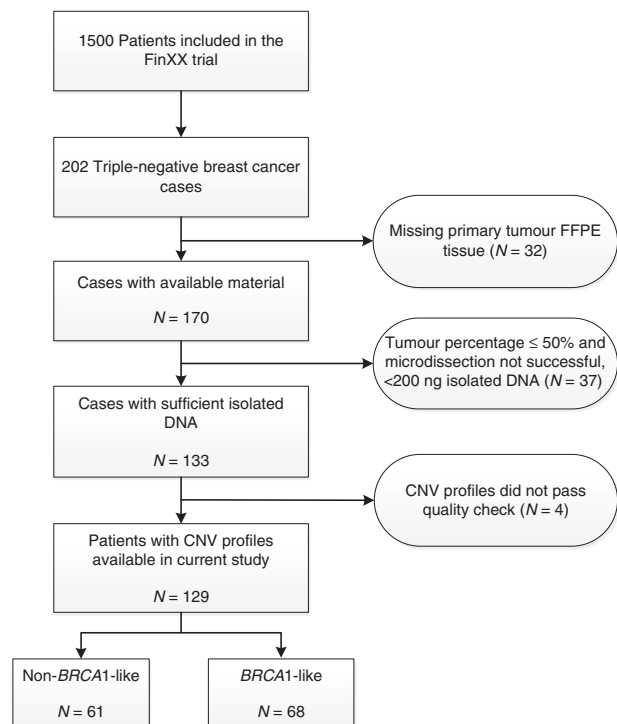 1500 Patients included in the
FinXX trial
202 Triple-negative breast cancer
cases
Missing primary tumour FFPE
tissue (N = 32)
Cases with available material
N = 170
Tumour percentage ≤ 50% and
microdissection not successful,
<200 ng isolated DNA (N = 37)
Cases with sufficient isolated
DNA
N = 133
CNV profiles did not pass
quality check (N = 4)
Patients with CNV profiles
available in current study
N = 129
Non-BRCA1-like
N = 61
BRCA1-like
N = 68